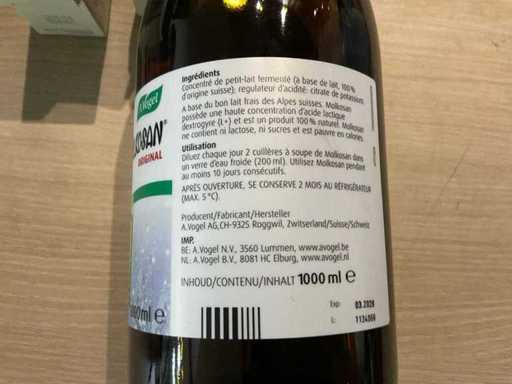 A.Vogel
OSAN®
ORIGINAL
Ingrédients
Concentré de petit-lait fermenté (à base de lait, 100%
d'origine suisse); regulateur d'acidité: citrate de potassium.
A base du bon lait frais des Alpes suisses. Molkosan
possède une haute concentration d'acide lactique
dextrogyre (L+) et est un produit 100% naturel. Molkosan
ne contient ni lactose, ni sucres et est pauvre en calories.
Utilisation
Diluez chaque jour 2 cuillères à soupe de Molkosan dans
un verre d'eau froide (200 ml). Utilisez Molkosan pendant
au moins 10 jours consécutifs.
APRÈS OUVERTURE, SE CONSERVE 2 MOIS AU RÉFRIGÉRATEUR
(MAX. 5°C).
Producent/Fabricant/Hersteller
A.Vogel AG,CH-9325 Roggwil, Zwitserland/Suisse/Schweiz
IMP.
BE: A.Vogel N.V., 3560 Lummen, www.avogel.be
NL: A.Vogel B.V., 8081 HC Elburg, www.avogel.nl
INHOUD/CONTENU/INHALT 1000 ml e
ml e
Exp: 03.2026
L: